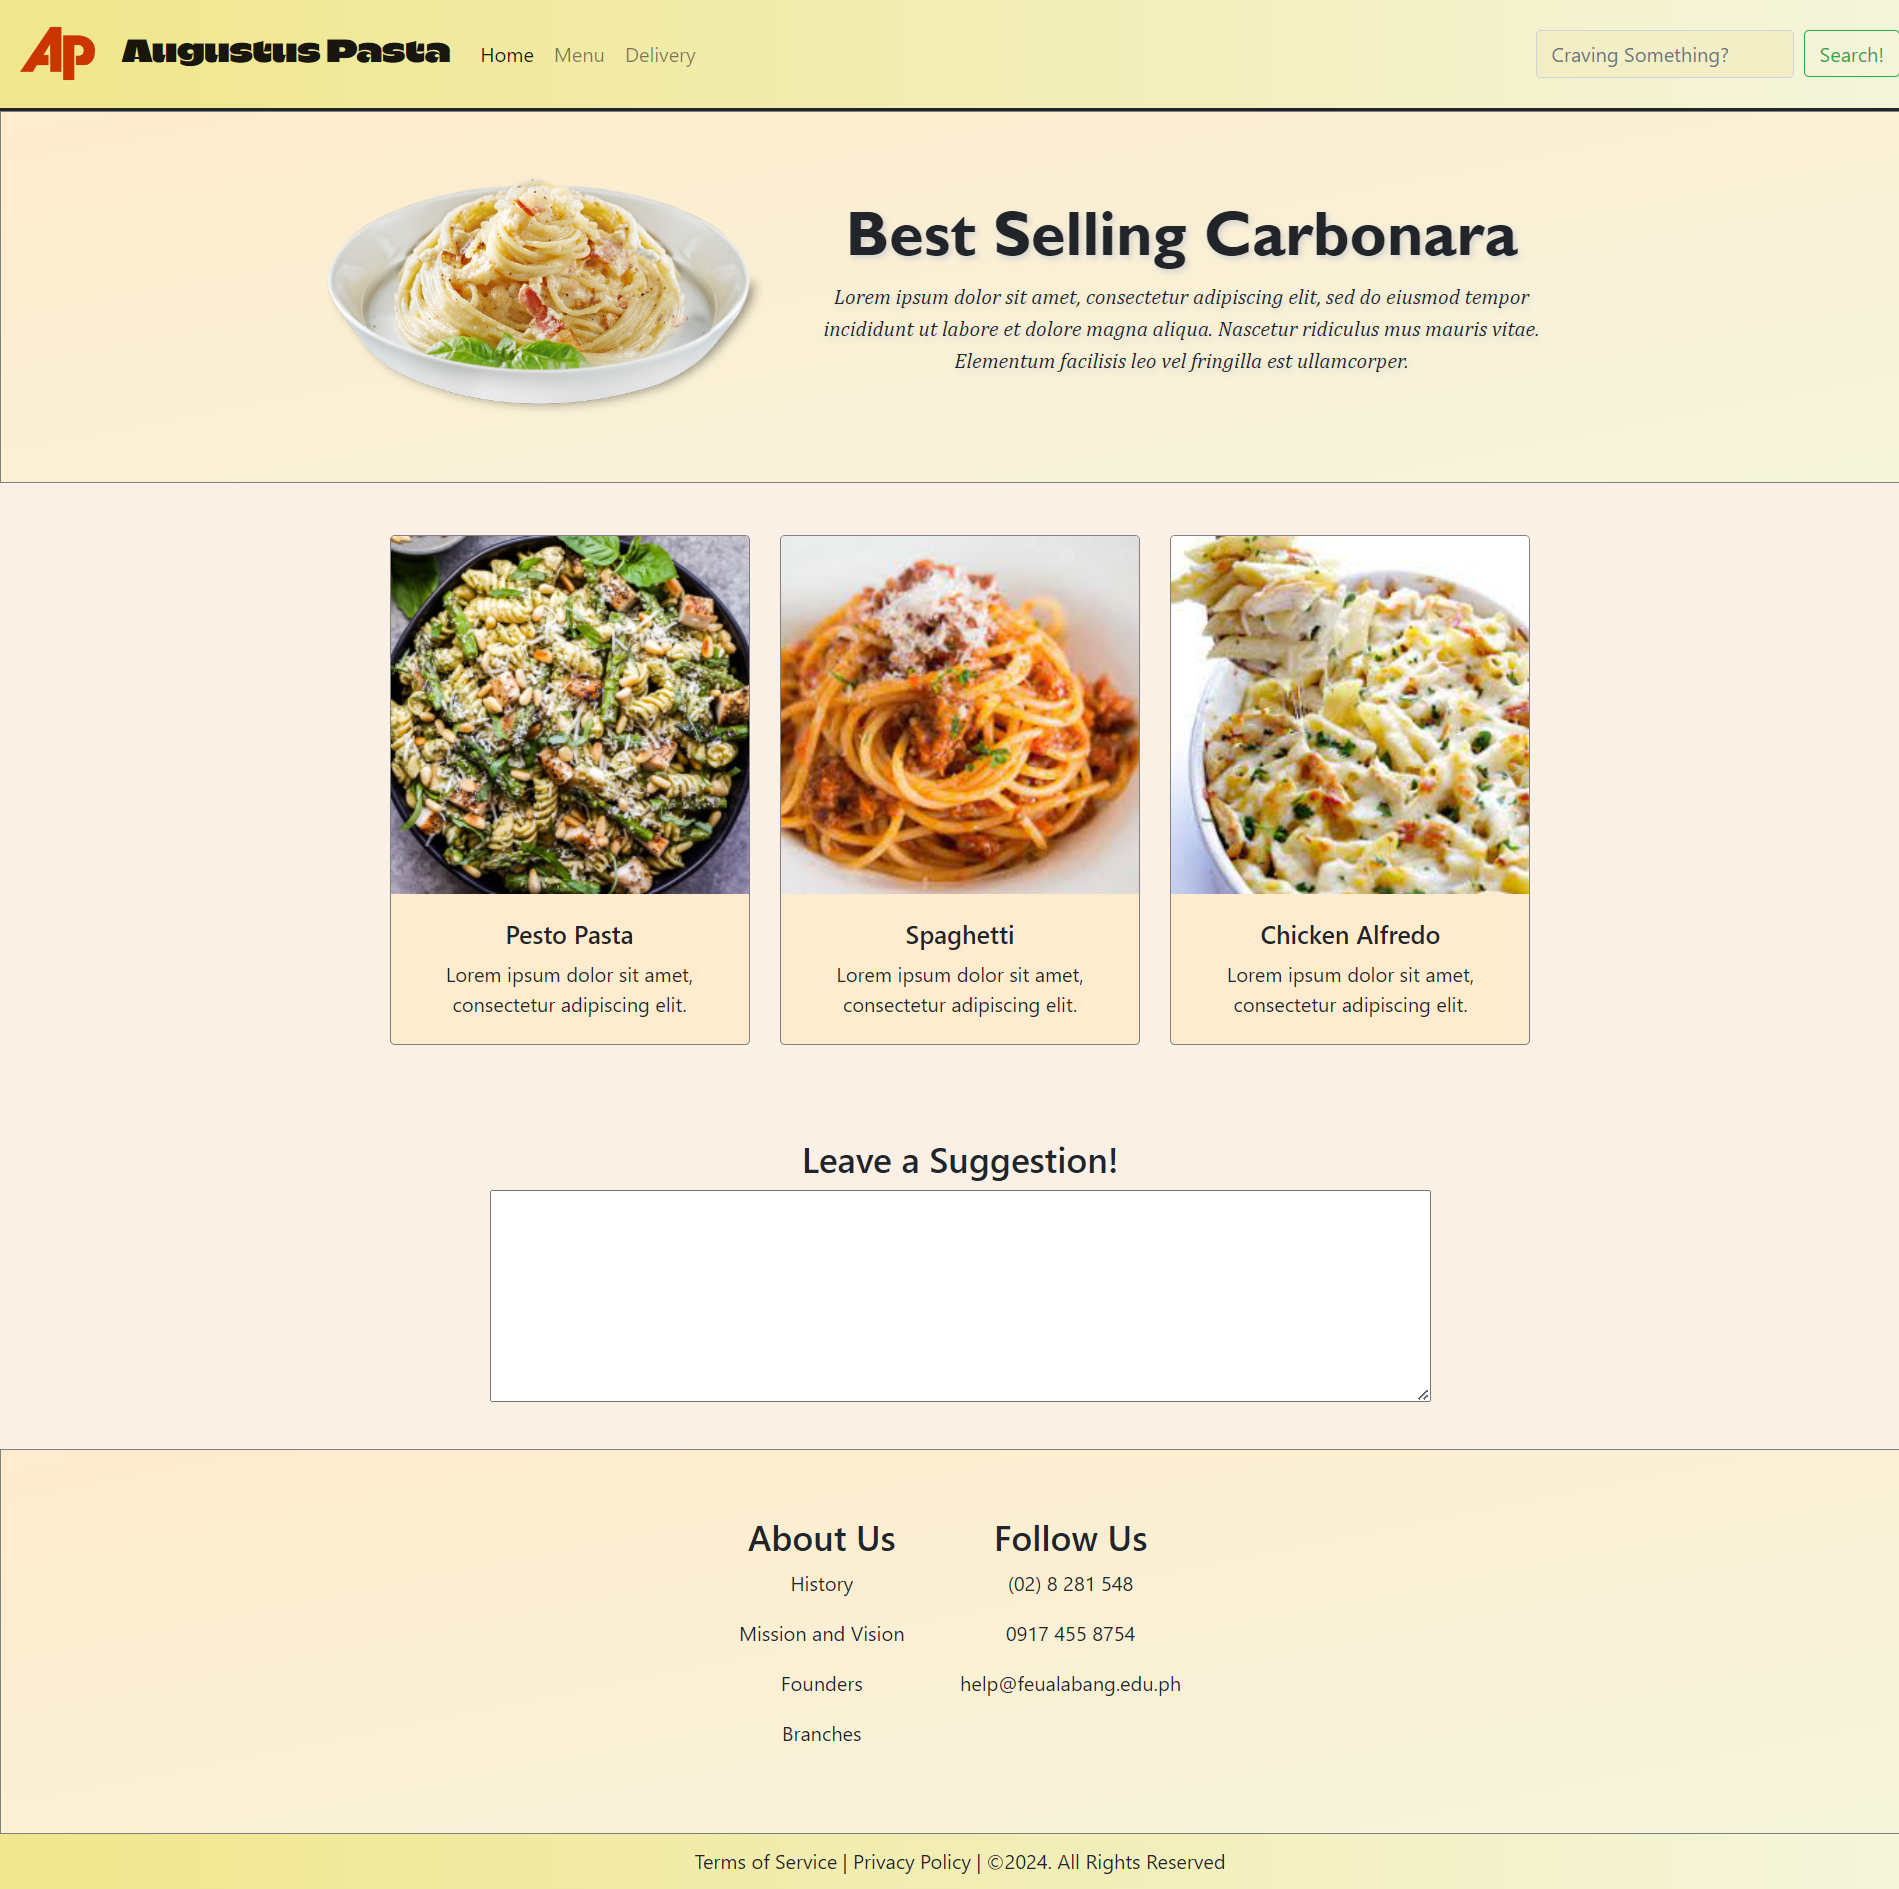 AP Augustus Pasta Home Menu Delivery Craving Something? Search!
Best Selling Carbonara
Lorem ipsum dolor sit amet, consectetur adipiscing elit, sed do eiusmod tempor
incididunt ut labore et dolore magna aliqua. Nascetur ridiculus mus mauris vitae.
Elementum facilisis leo vel fringilla est ullamcorper.
Pesto Pasta
Lorem ipsum dolor sit amet,
consectetur adipiscing elit.
Spaghetti
Lorem ipsum dolor sit amet,
consectetur adipiscing elit.
Chicken Alfredo
Lorem ipsum dolor sit amet,
consectetur adipiscing elit.
Leave a Suggestion!
About Us
History
Mission and Vision
Founders
Branches
Follow Us
(02) 8 281 548
0917 455 8754
help@feualabang.edu.ph
Terms of Service | Privacy Policy | ©2024. All Rights Reserved